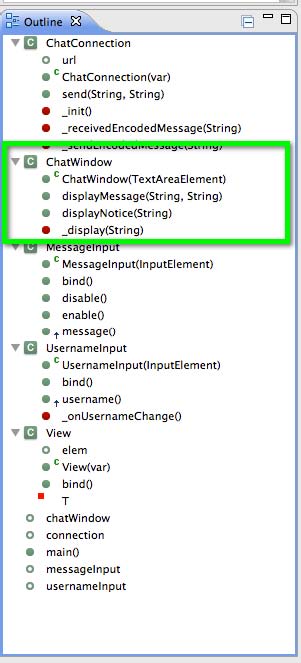 Outline
ChatConnection
url
ChatConnection(var)
send(String, String)
_init()
_receivedEncodedMessage(String)
_sendEncodedMessage(String)
ChatWindow
ChatWindow(TextAreaElement)
displayMessage(String, String)
displayNotice(String)
_display(String)
MessageInput
MessageInput(InputElement)
bind()
disable()
enable()
message()
UsernameInput
UsernameInput(InputElement)
bind()
username()
_onUsernameChange()
View
elem
View(var)
bind()
T
chatWindow
connection
main()
messageInput
usernameInput